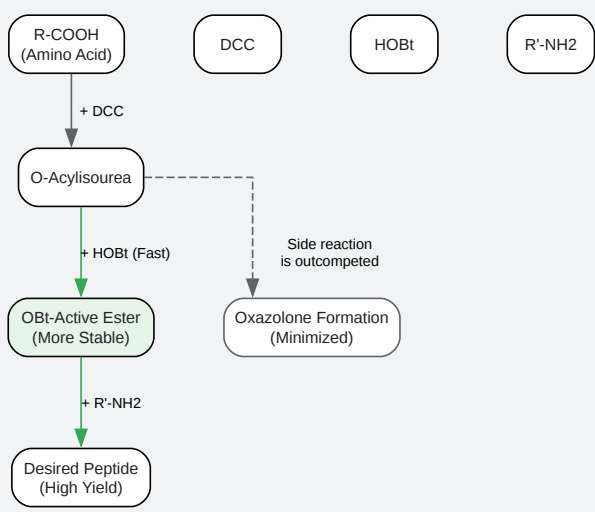 R-COOH
(Amino Acid)
DCC
HOBt
R'-NH2
+ DCC
O-Acylisourea
+ HOBt (Fast)
Side reaction
is outcompeted
OBt-Active Ester
(More Stable)
Oxazolone Formation
(Minimized)
+ R'-NH2
Desired Peptide
(High Yield)